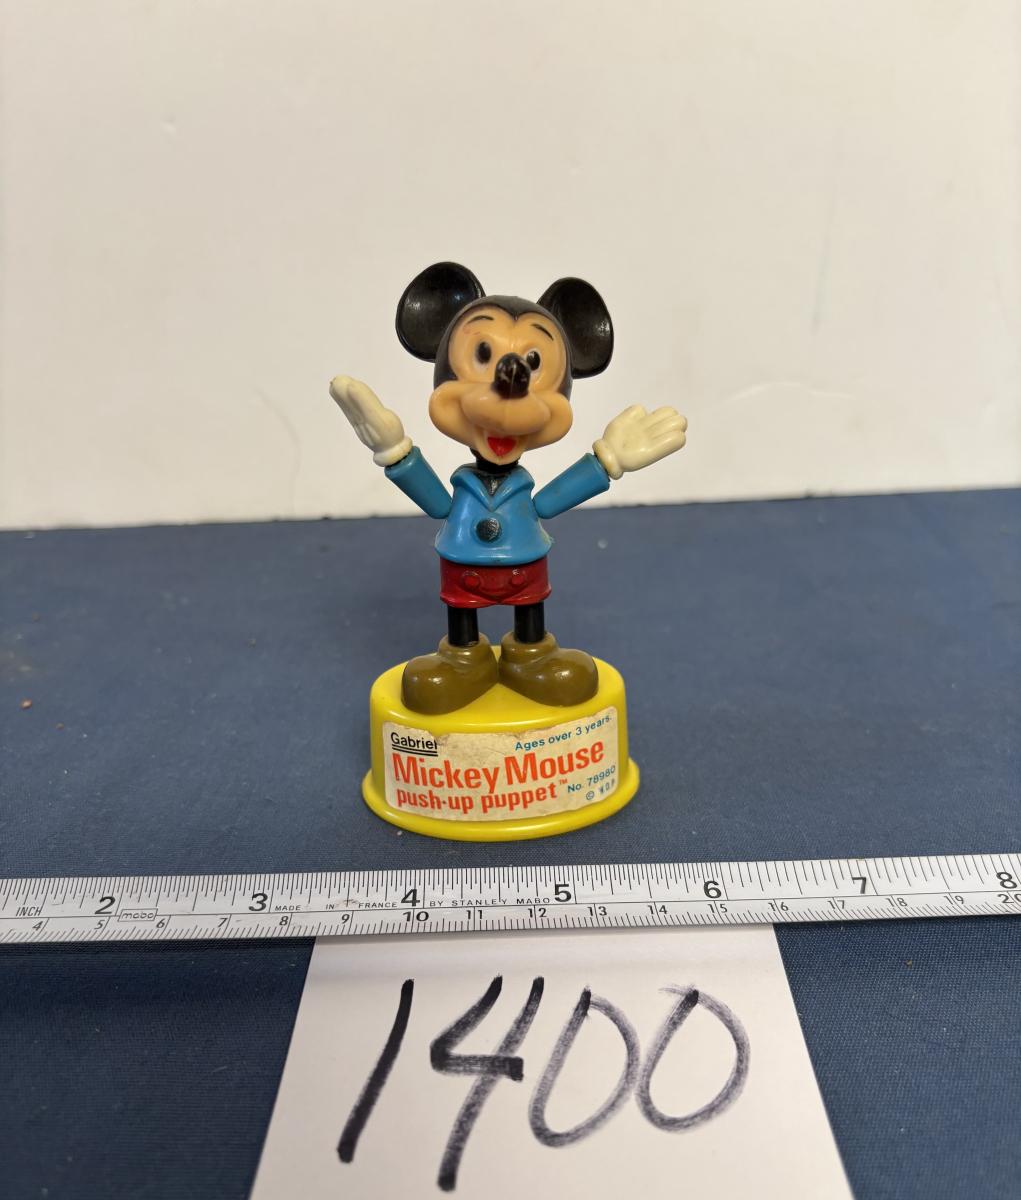 Gabriel
Ages over 3 years.
Mickey Mouse
push-up puppet™
No. 78980
© W.D.P.
2 3 4 5 6 7 8
INCH mabo MADE IN FRANCE BY STANLEY MABO
4 5 6 7 8 9 10 11 12 13 14 15 16 17 18 19 20
1400